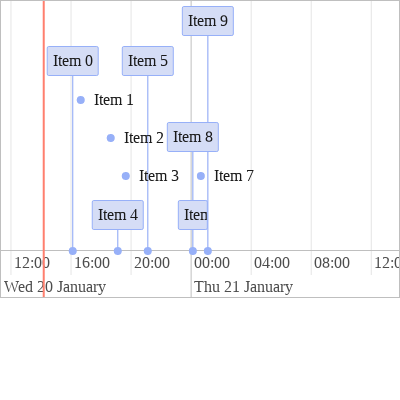 Item 9
Item 0
Item 5
Item 1
Item 2
Item 8
Item 3
Item 7
Item 4
Iten
12:00
16:00
20:00
00:00
04:00
08:00
Wed 20 January
Thu 21 January